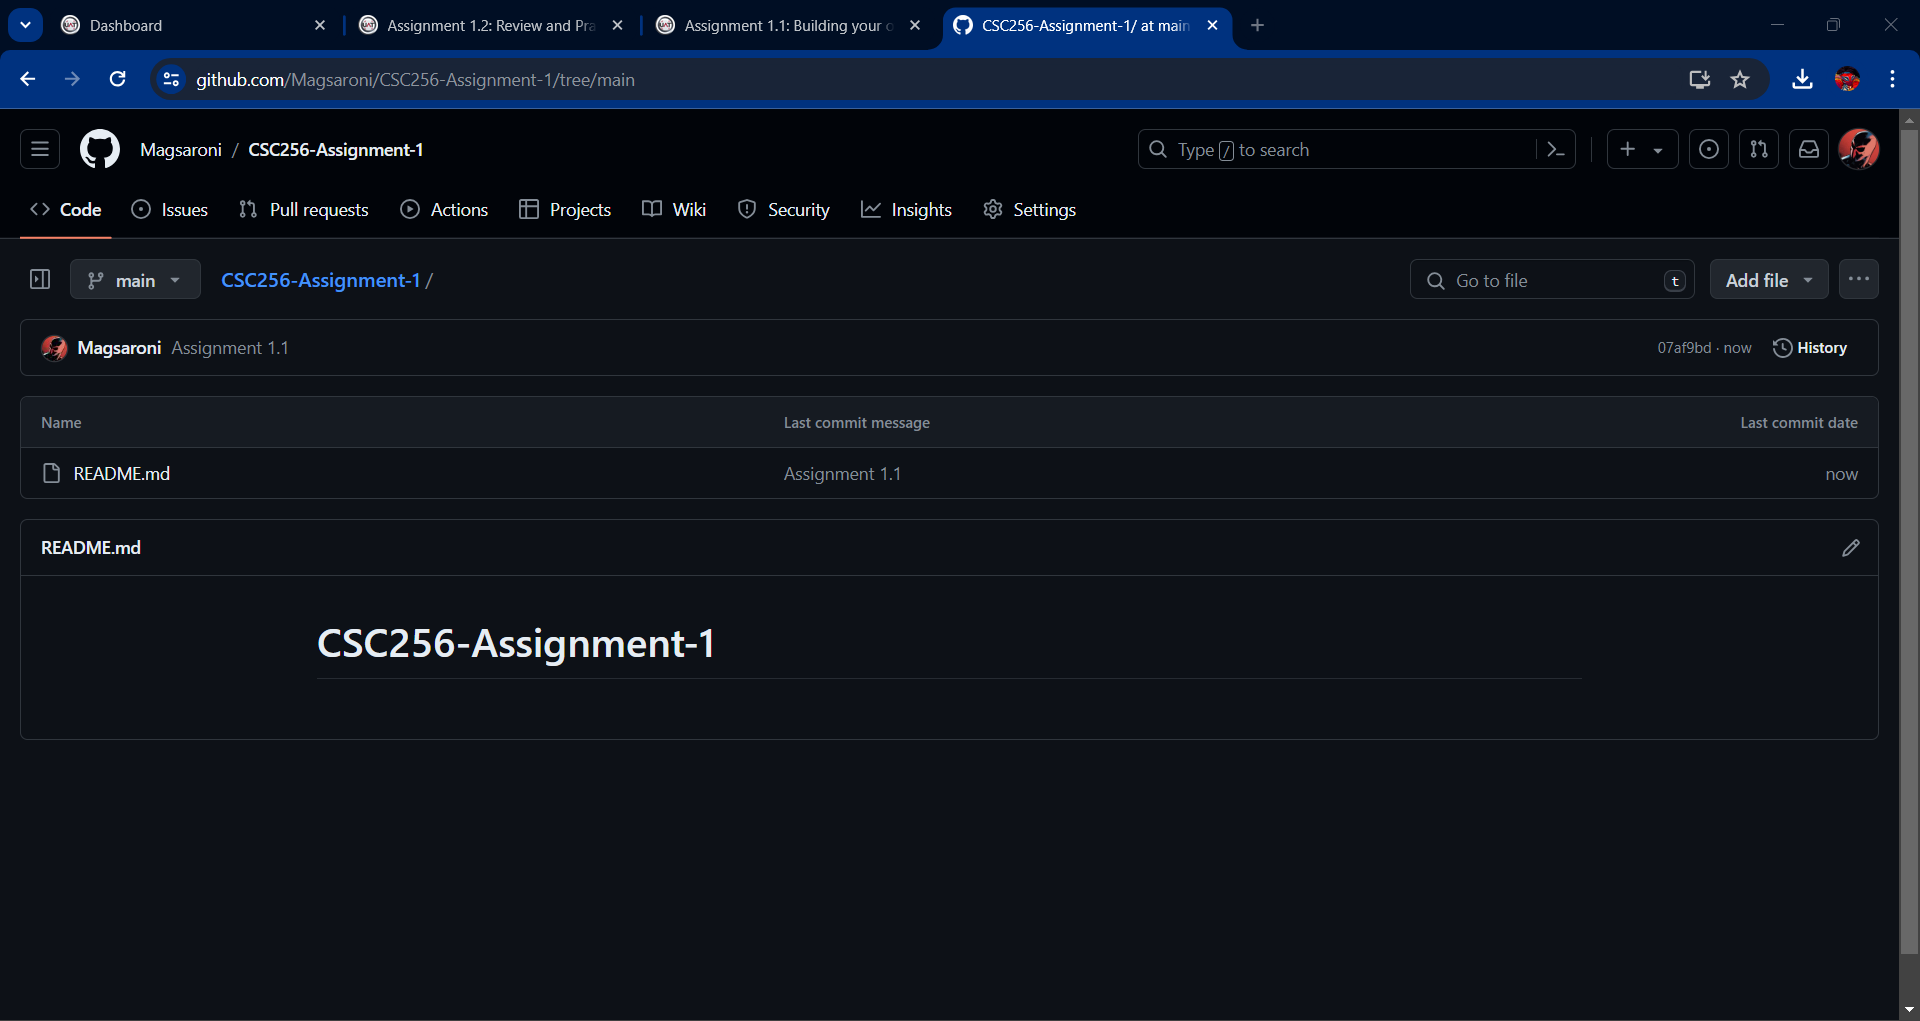 Dashboard
Assignment 1.2: Review and Pra
Assignment 1.1: Building your o
CSC256-Assignment-1/ at main
github.com/Magsaroni/CSC256-Assignment-1/tree/main
Magsaroni / CSC256-Assignment-1
Type / to search
Code
Issues
Pull requests
Actions
Projects
Wiki
Security
Insights
Settings
main
CSC256-Assignment-1 /
Go to file
t
Add file
Magsaroni Assignment 1.1
07af9bd · now
History
Name
Last commit message
Last commit date
README.md
Assignment 1.1
now
README.md
CSC256-Assignment-1